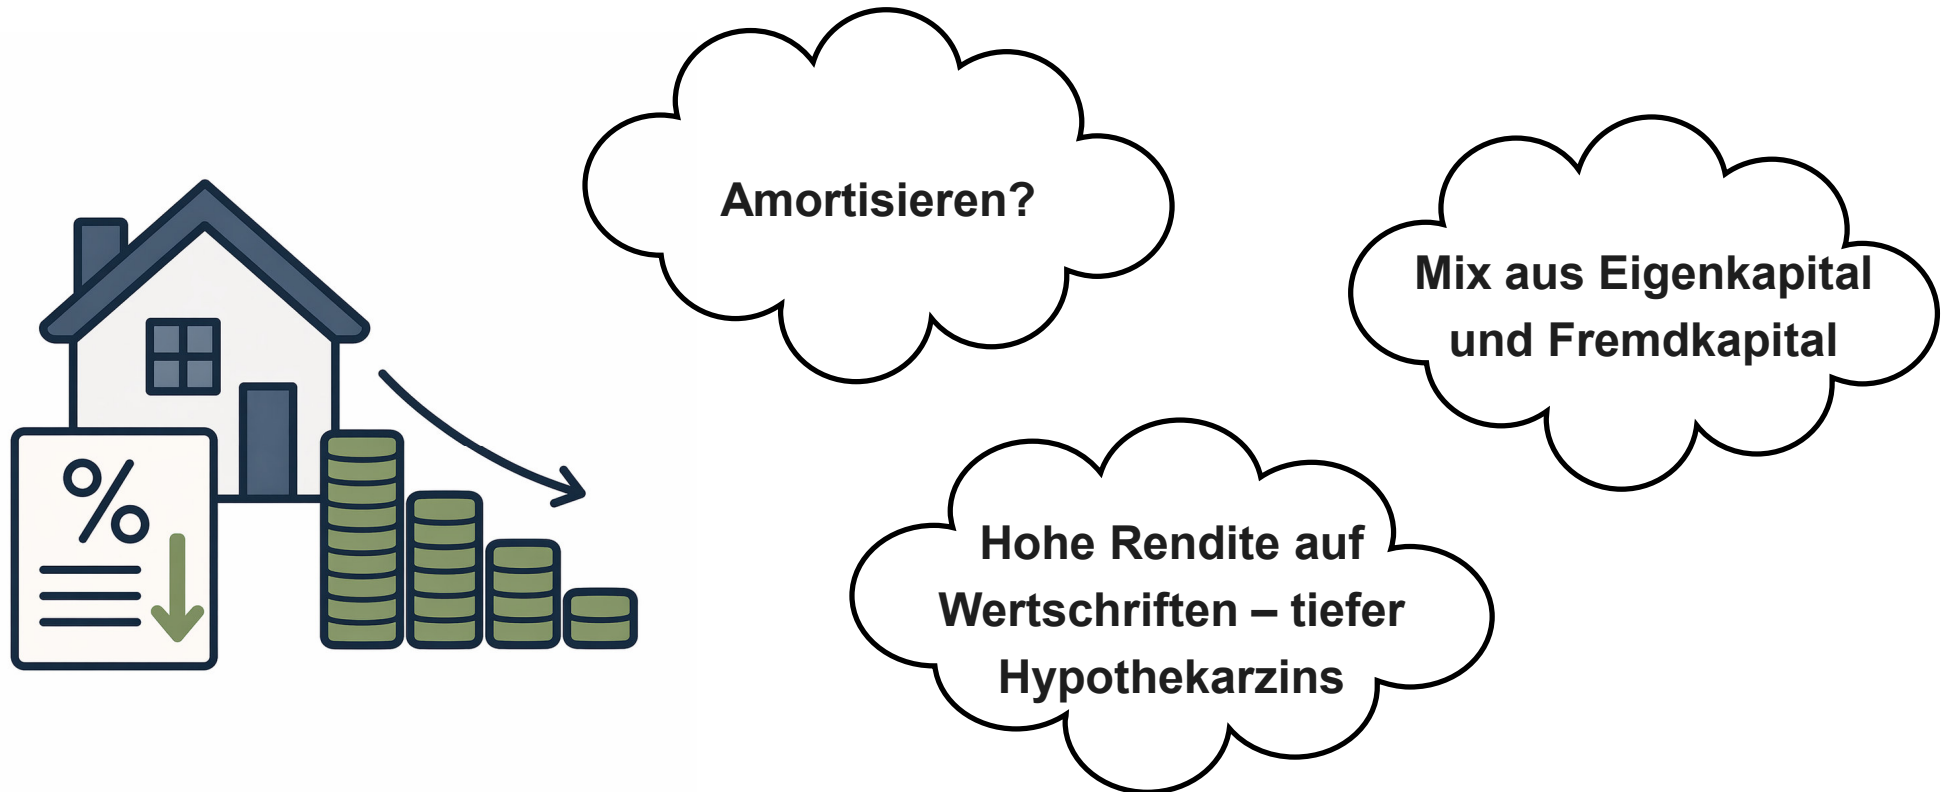 Amortisieren?
Mix aus Eigenkapital
und Fremdkapital
Hohe Rendite auf
Wertschriften – tiefer
Hypothekarzins
%